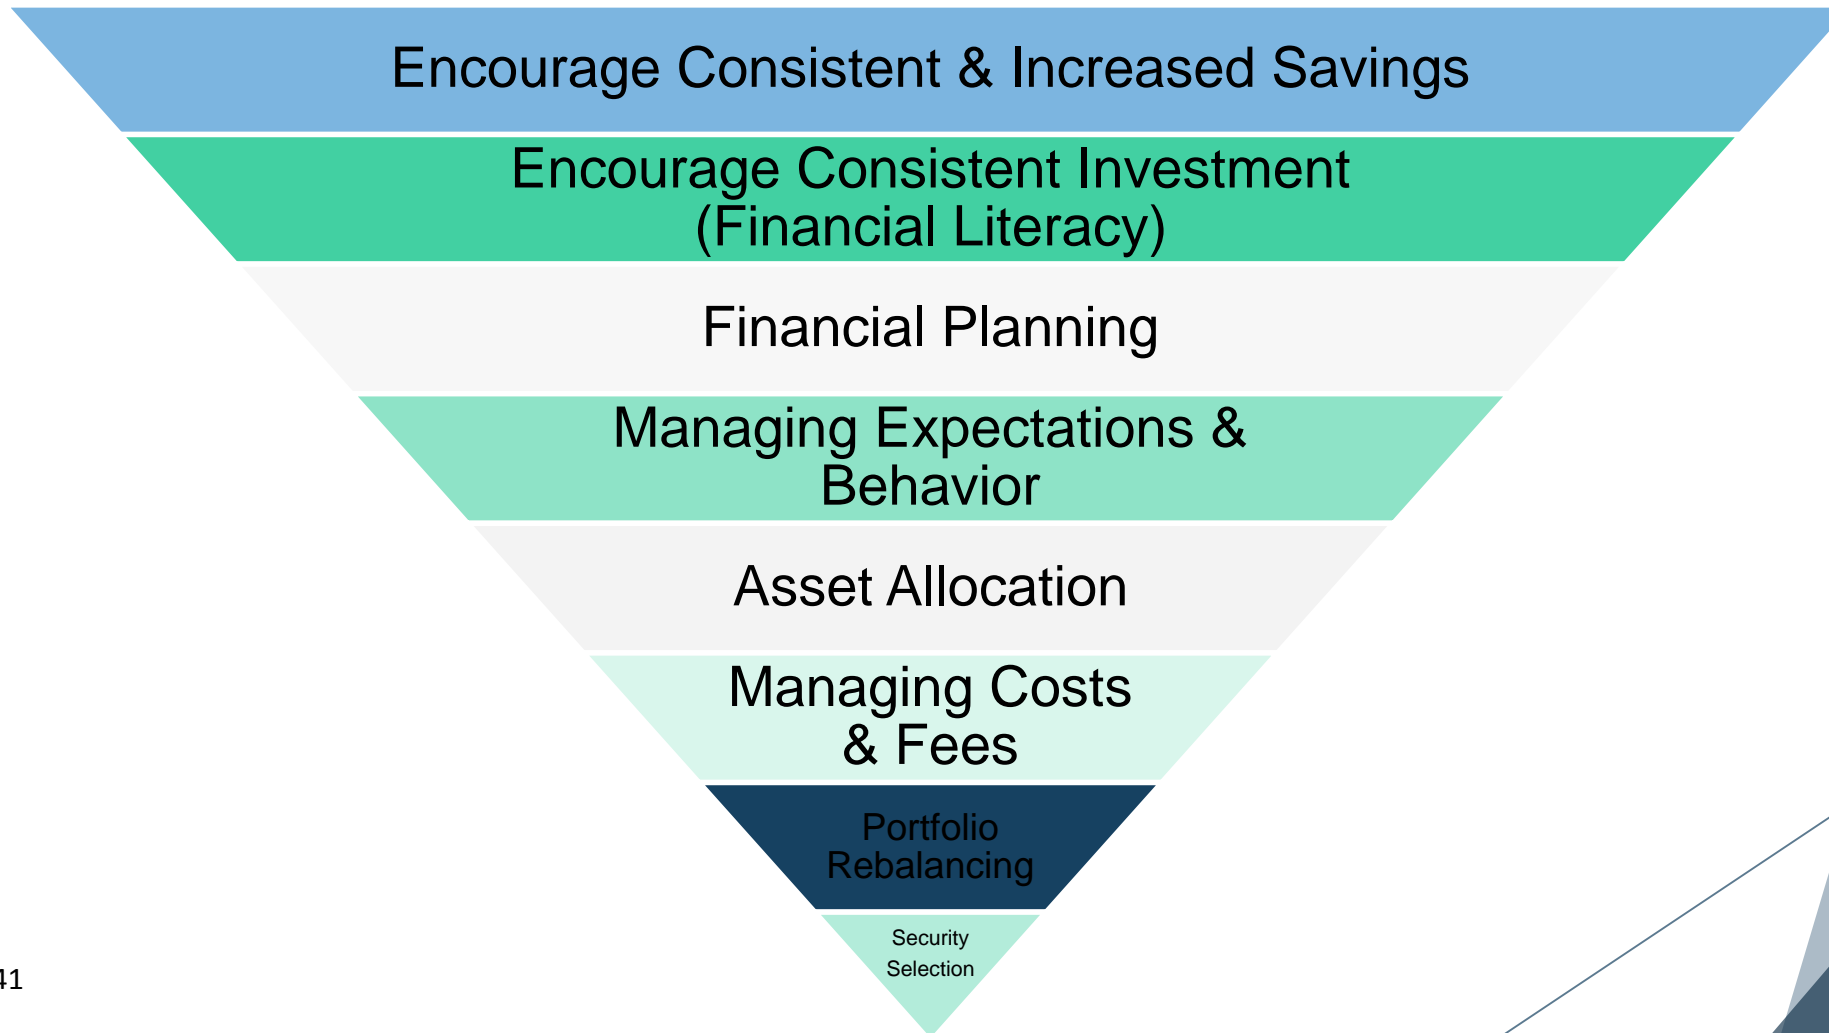 Encourage Consistent & Increased Savings
Encourage Consistent Investment
(Financial Literacy)
Financial Planning
Managing Expectations &
Behavior
Asset Allocation
Managing Costs
& Fees
Portfolio
Rebalancing
Security
Selection
41